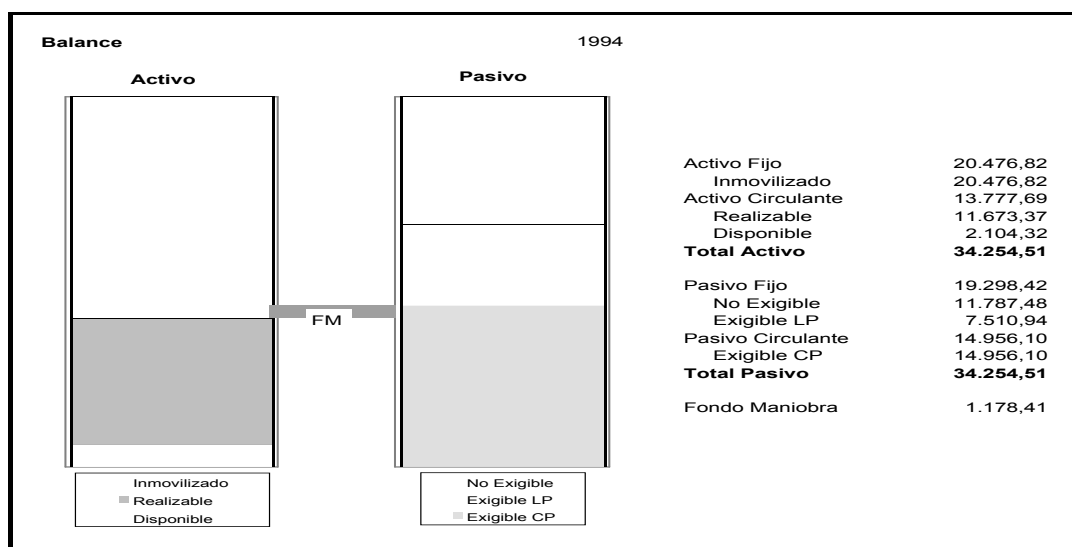 Balance 1994
Activo Pasivo
FM
Inmovilizado
Realizable
Disponible
No Exigible
Exigible LP
Exigible CP
Activo Fijo 20.476,82
Inmovilizado 20.476,82
Activo Circulante 13.777,69
Realizable 11.673,37
Disponible 2.104,32
Total Activo 34.254,51
Pasivo Fijo 19.298,42
No Exigible 11.787,48
Exigible LP 7.510,94
Pasivo Circulante 14.956,10
Exigible CP 14.956,10
Total Pasivo 34.254,51
Fondo Maniobra 1.178,41